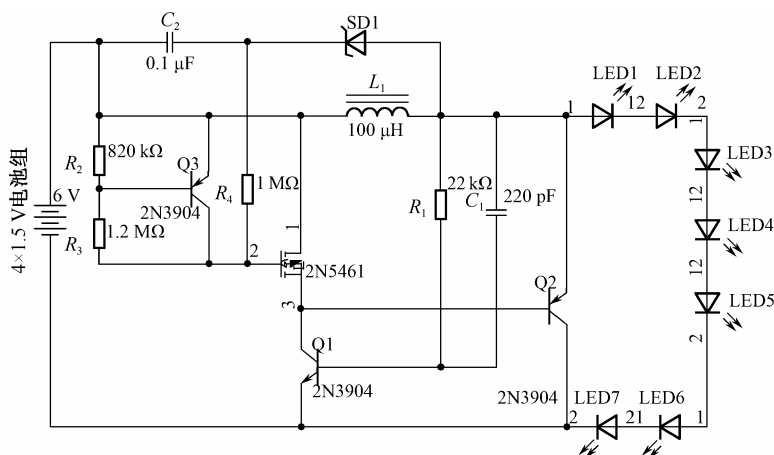 C₂
0.1 μF
SD1
L₁
100 μH
LED1
LED2
1
12
2
1
LED3
12
LED4
12
LED5
2
R₂
820 kΩ
Q3
2N3904
R₄
1 MΩ
R₁
22 kΩ
C₁
220 pF
4×1.5 V电池组
6 V
R₃
1.2 MΩ
2
1
2N5461
3
Q2
2N3904
Q1
2N3904
LED7
LED6
2
21
1